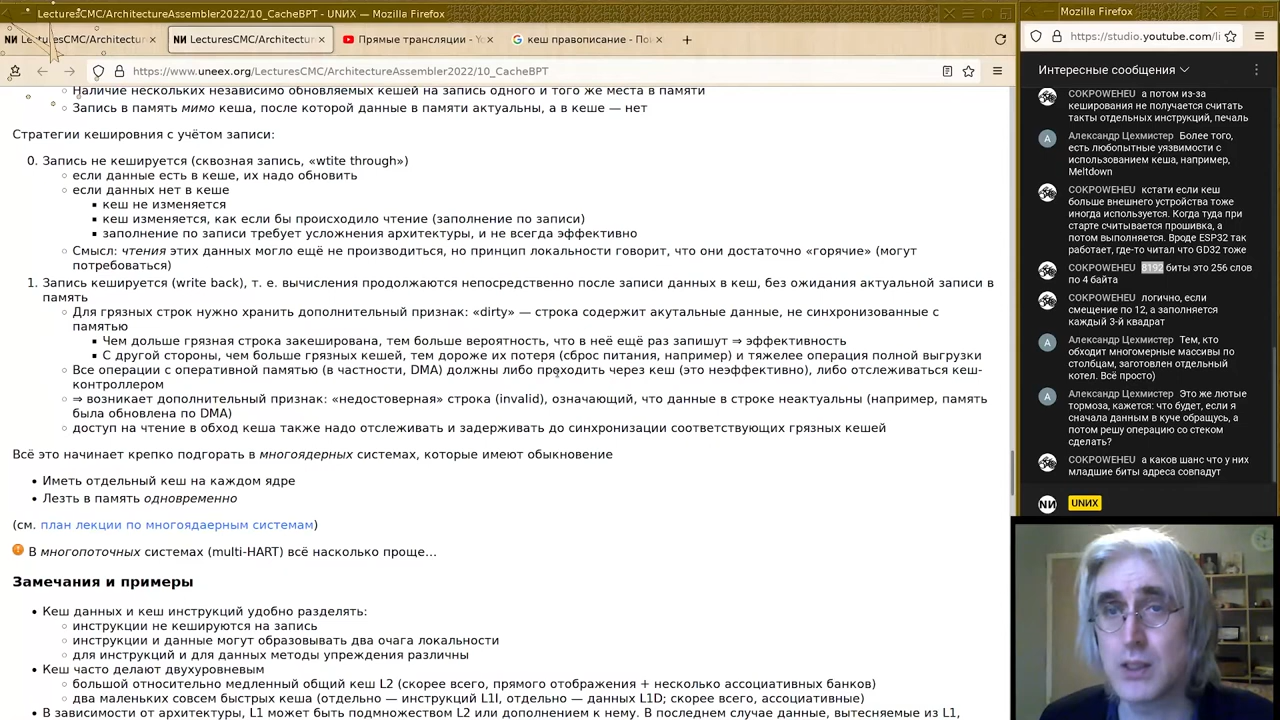 LecturesCMC/ArchitectureAssembler2022/10_CacheBPT - UNИX — Mozilla Firefox
LecturesCMC/Architectur
LecturesCMC/Architectur
Прямые трансляции - Yo
кеш правописание - Пои
https://www.uneex.org/LecturesCMC/ArchitectureAssembler2022/10_CacheBPT
Наличие нескольких независимо обновляемых кешей на запись одного и того же места в памяти
Запись в память мимо кеша, после которой данные в памяти актуальны, а в кеше — нет
Стратегии кешировния с учётом записи:
0. Запись не кешируется (сквозная запись, «wtite through»)
если данные есть в кеше, их надо обновить
если данных нет в кеше
кеш не изменяется
кеш изменяется, как если бы происходило чтение (заполнение по записи)
заполнение по записи требует усложнения архитектуры, и не всегда эффективно
Смысл: чтения этих данных могло ещё не производиться, но принцип локальности говорит, что они достаточно «горячие» (могут
потребоваться)
1. Запись кешируется (write back), т. е. вычисления продолжаются непосредственно после записи данных в кеш, без ожидания актуальной записи в
память
Для грязных строк нужно хранить дополнительный признак: «dirty» — строка содержит акутальные данные, не синхронизованные с
памятью
Чем дольше грязная строка закеширована, тем больше вероятность, что в неё ещё раз запишут ⇒ эффективность
С другой стороны, чем больше грязных кешей, тем дороже их потеря (сброс питания, например) и тяжелее операция полной выгрузки
Все операции с оперативной памятью (в частности, DMA) должны либо проходить через кеш (это неэффективно), либо отслеживаться кеш-
контроллером
⇒ возникает дополнительный признак: «недостоверная» строка (invalid), означающий, что данные в строке неактуальны (например, память
была обновлена по DMA)
доступ на чтение в обход кеша также надо отслеживать и задерживать до синхронизации соответствующих грязных кешей
Всё это начинает крепко подгорать в многоядерных системах, которые имеют обыкновение
Иметь отдельный кеш на каждом ядре
Лезть в память одновременно
(см. план лекции по многоядаерным системам)
В многопоточных системах (multi-HART) всё насколько проще…
Замечания и примеры
Кеш данных и кеш инструкций удобно разделять:
инструкции не кешируются на запись
инструкции и данные могут образовывать два очага локальности
для инструкций и для данных методы упреждения различны
Кеш часто делают двухуровневым
большой относительно медленный общий кеш L2 (скорее всего, прямого отображения + несколько ассоциативных банков)
два маленьких совсем быстрых кеша (отдельно — инструкций L1I, отдельно — данных L1D; скорее всего, ассоциативные)
В зависимости от архитектуры, L1 может быть подмножеством L2 или дополнением к нему. В последнем случае данные, вытесняемые из L1,
Mozilla Firefox
https://studio.youtube.com/li
Интересные сообщения
COKPOWEHEU а потом из-за
кеширования не получается считать
такты отдельных инструкций, печаль
Александр Цехмистер Более того,
есть любопытные уязвимости с
использованием кеша, например,
Meltdown
COKPOWEHEU кстати если кеш
больше внешнего устройства тоже
иногда используется. Когда туда при
старте считывается прошивка, а
потом выполняется. Вроде ESP32 так
работает, где-то читал что GD32 тоже
COKPOWEHEU 8192 биты это 256 слов
по 4 байта
COKPOWEHEU логично, если
смещение по 12, а заполняется
каждый 3-й квадрат
Александр Цехмистер Тем, кто
обходит многомерные массивы по
столбцам, заготовлен отдельный
котел. Всё просто)
Александр Цехмистер Это же лютые
тормоза, кажется: что будет, если я
сначала данным в куче обращусь, а
потом решу операцию со стеком
сделать?
COKPOWEHEU а каков шанс что у них
младшие биты адреса совпадут
UNИX